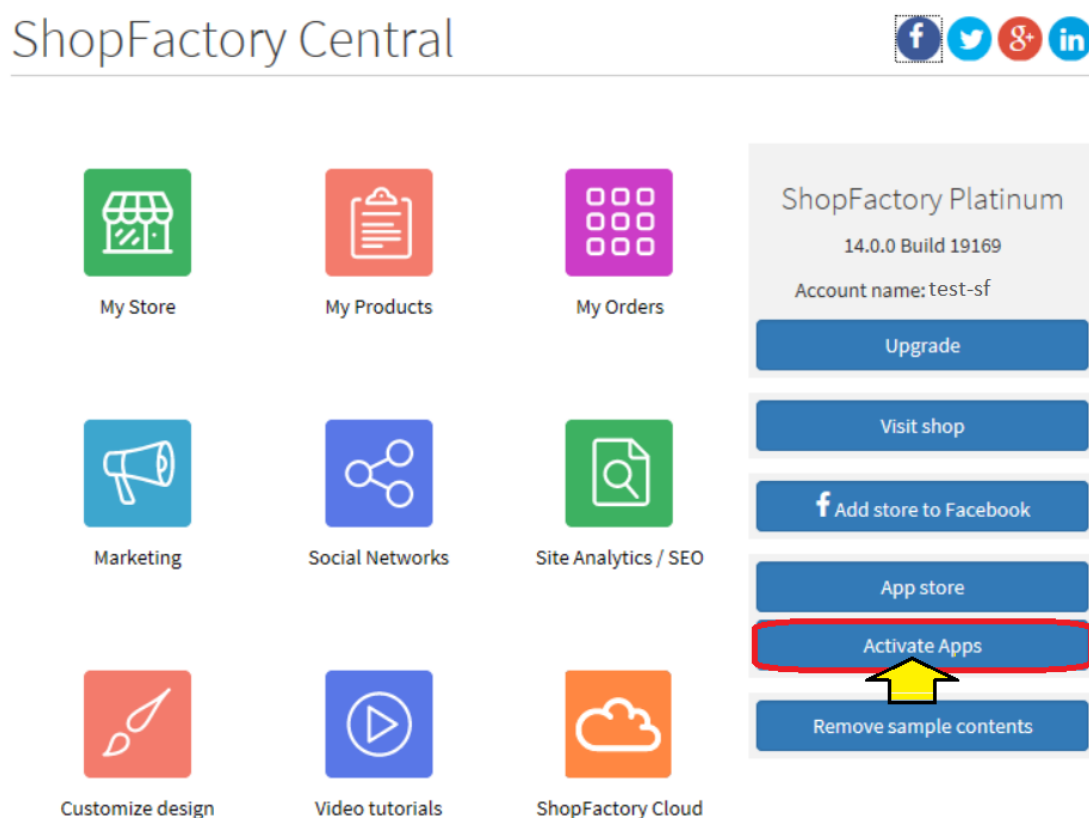 ShopFactory Central
f
g+
in
My Store
My Products
My Orders
ShopFactory Platinum
14.0.0 Build 19169
Account name: test-sf
Upgrade
Visit shop
Marketing
Social Networks
Site Analytics / SEO
f Add store to Facebook
App store
Activate Apps
Remove sample contents
Customize design
Video tutorials
ShopFactory Cloud